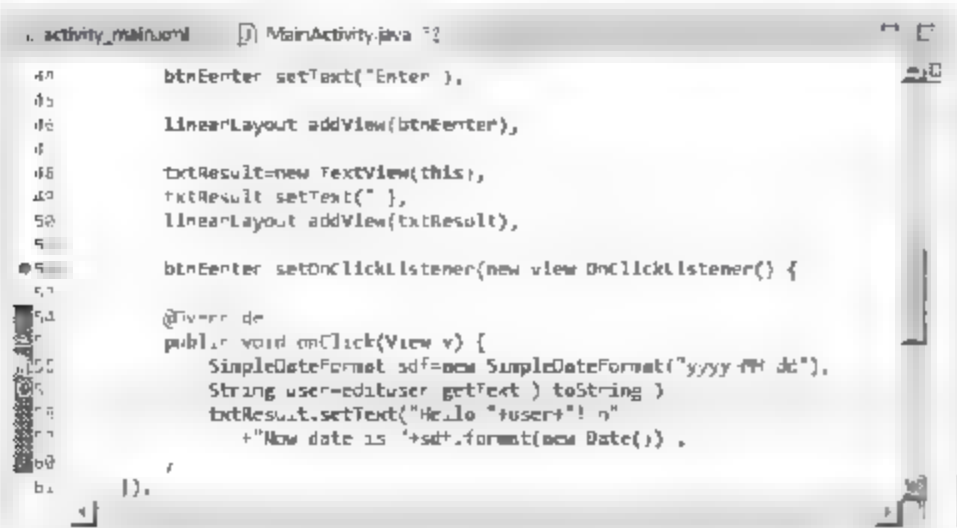 activity_main.xml MainActivity.java
btnEenter setText("Enter ),
linearLayout addView(btnEenter),
txtResult=new TextView(this),
txtResult setText(" ),
50 linearLayout addView(txtResult),
btnEenter setOnClickListener(new view OnClickListener() {
public void onClick(View v) {
SimpleDateFormat sdf=new SimpleDateFormat("yyyy MM dd"),
String user=edituser getText ) toString )
txtResult.setText("Hello "+user+"! n"
+"Now date is "+sdf.format(new Date()) ,
60
}),